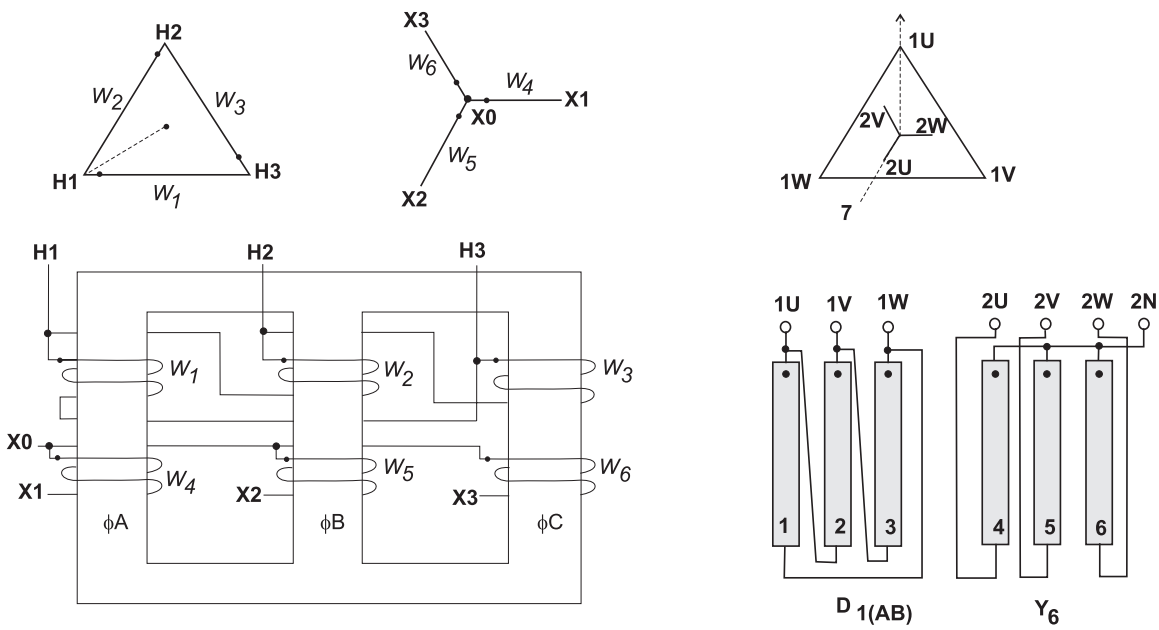 H2
W2
W3
H1
W1
H3
X3
W6
W4
X0
X1
W5
X2
1U
2V
2W
2U
1W
1V
7
H1
H2
H3
W1
W2
W3
X0
W4
W5
W6
X1
X2
X3
ϕA
ϕB
ϕC
1U 1V 1W
2U 2V 2W 2N
1 2 3
4 5 6
D 1(AB)
Y6